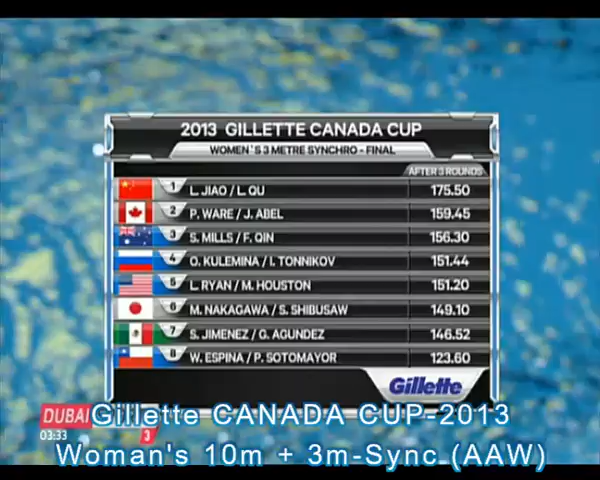 2013 GILLETTE CANADA CUP
WOMEN`S 3 METRE SYNCHRO - FINAL
AFTER 3 ROUNDS
1 L. JIAO / L. QU 175.50
2 P. WARE / J. ABEL 159.45
3 S. MILLS / F. QIN 156.30
4 O. KULEMINA / I. TONNIKOV 151.44
5 L. RYAN / M. HOUSTON 151.20
6 M. NAKAGAWA / S. SHIBUSAW 149.10
7 S. JIMENEZ / G. AGUNDEZ 146.52
8 W. ESPINA / P. SOTOMAYOR 123.60
Gillette
DUBAI
03:33 3
Gillette CANADA CUP-2013
Woman's 10m + 3m-Sync (AAW)